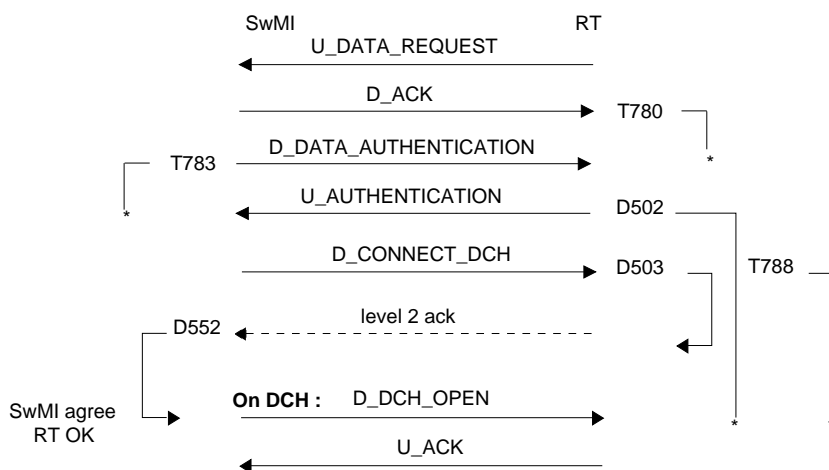 SwMI RT
U_DATA_REQUEST
D_ACK
T780
*
T783
D_DATA_AUTHENTICATION
*
U_AUTHENTICATION
D502
D_CONNECT_DCH
D503
T788
D552
level 2 ack
SwMI agree
RT OK
On DCH : D_DCH_OPEN
*
*
U_ACK